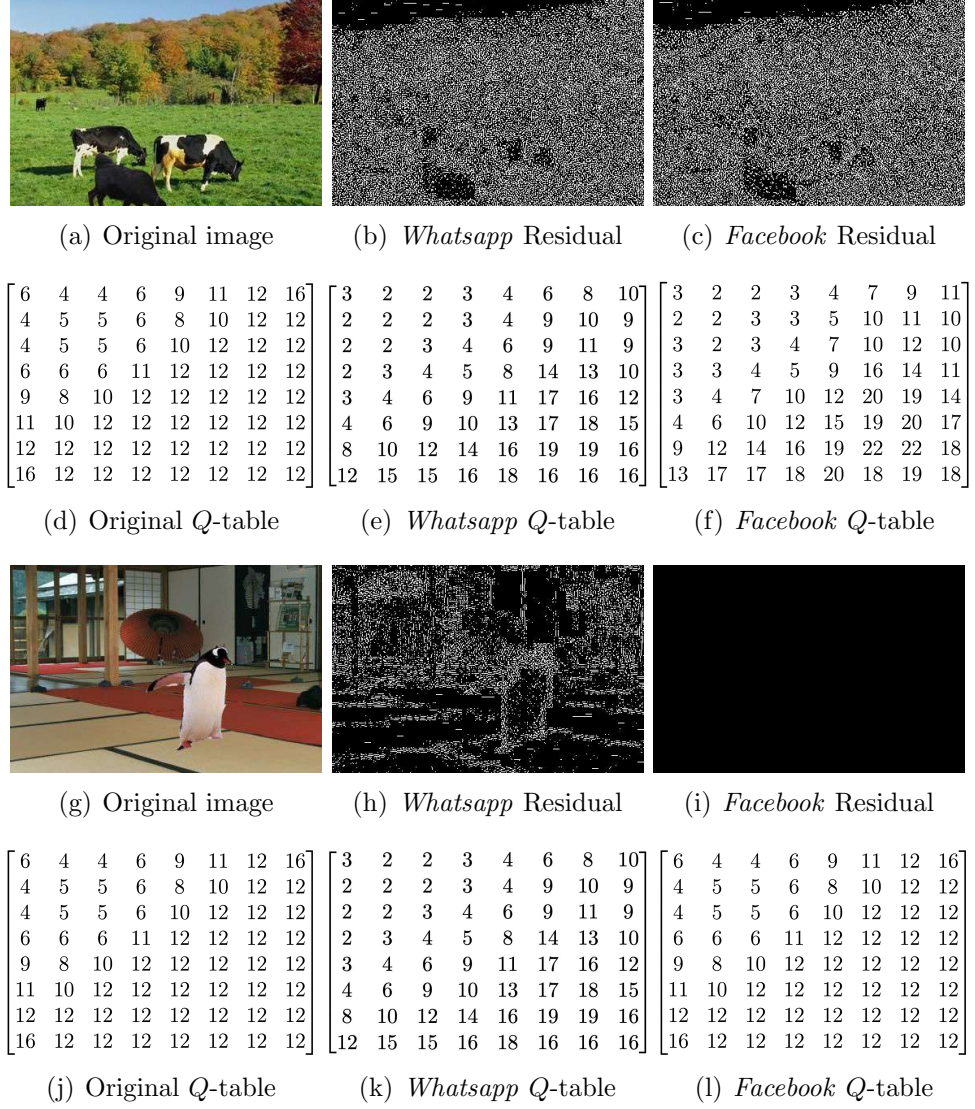 (a) Original image (b) Whatsapp Residual (c) Facebook Residual
6 4 4 6 9 11 12 16
4 5 5 6 8 10 12 12
4 5 5 6 10 12 12 12
6 6 6 11 12 12 12 12
9 8 10 12 12 12 12 12
11 10 12 12 12 12 12 12
12 12 12 12 12 12 12 12
16 12 12 12 12 12 12 12
3 2 2 3 4 6 8 10
2 2 2 3 4 9 10 9
2 2 3 4 6 9 11 9
2 3 4 5 8 14 13 10
3 4 6 9 11 17 16 12
4 6 9 10 13 17 18 15
8 10 12 14 16 19 19 16
12 15 15 16 18 16 16 16
3 2 2 3 4 7 9 11
2 2 3 3 5 10 11 10
3 2 3 4 7 10 12 10
3 3 4 5 9 16 14 11
3 4 7 10 12 20 19 14
4 6 10 12 15 19 20 17
9 12 14 16 19 22 22 18
13 17 17 18 20 18 19 18
(d) Original Q-table (e) Whatsapp Q-table (f) Facebook Q-table
(g) Original image (h) Whatsapp Residual (i) Facebook Residual
6 4 4 6 9 11 12 16
4 5 5 6 8 10 12 12
4 5 5 6 10 12 12 12
6 6 6 11 12 12 12 12
9 8 10 12 12 12 12 12
11 10 12 12 12 12 12 12
12 12 12 12 12 12 12 12
16 12 12 12 12 12 12 12
3 2 2 3 4 6 8 10
2 2 2 3 4 9 10 9
2 2 3 4 6 9 11 9
2 3 4 5 8 14 13 10
3 4 6 9 11 17 16 12
4 6 9 10 13 17 18 15
8 10 12 14 16 19 19 16
12 15 15 16 18 16 16 16
6 4 4 6 9 11 12 16
4 5 5 6 8 10 12 12
4 5 5 6 10 12 12 12
6 6 6 11 12 12 12 12
9 8 10 12 12 12 12 12
11 10 12 12 12 12 12 12
12 12 12 12 12 12 12 12
16 12 12 12 12 12 12 12
(j) Original Q-table (k) Whatsapp Q-table (l) Facebook Q-table